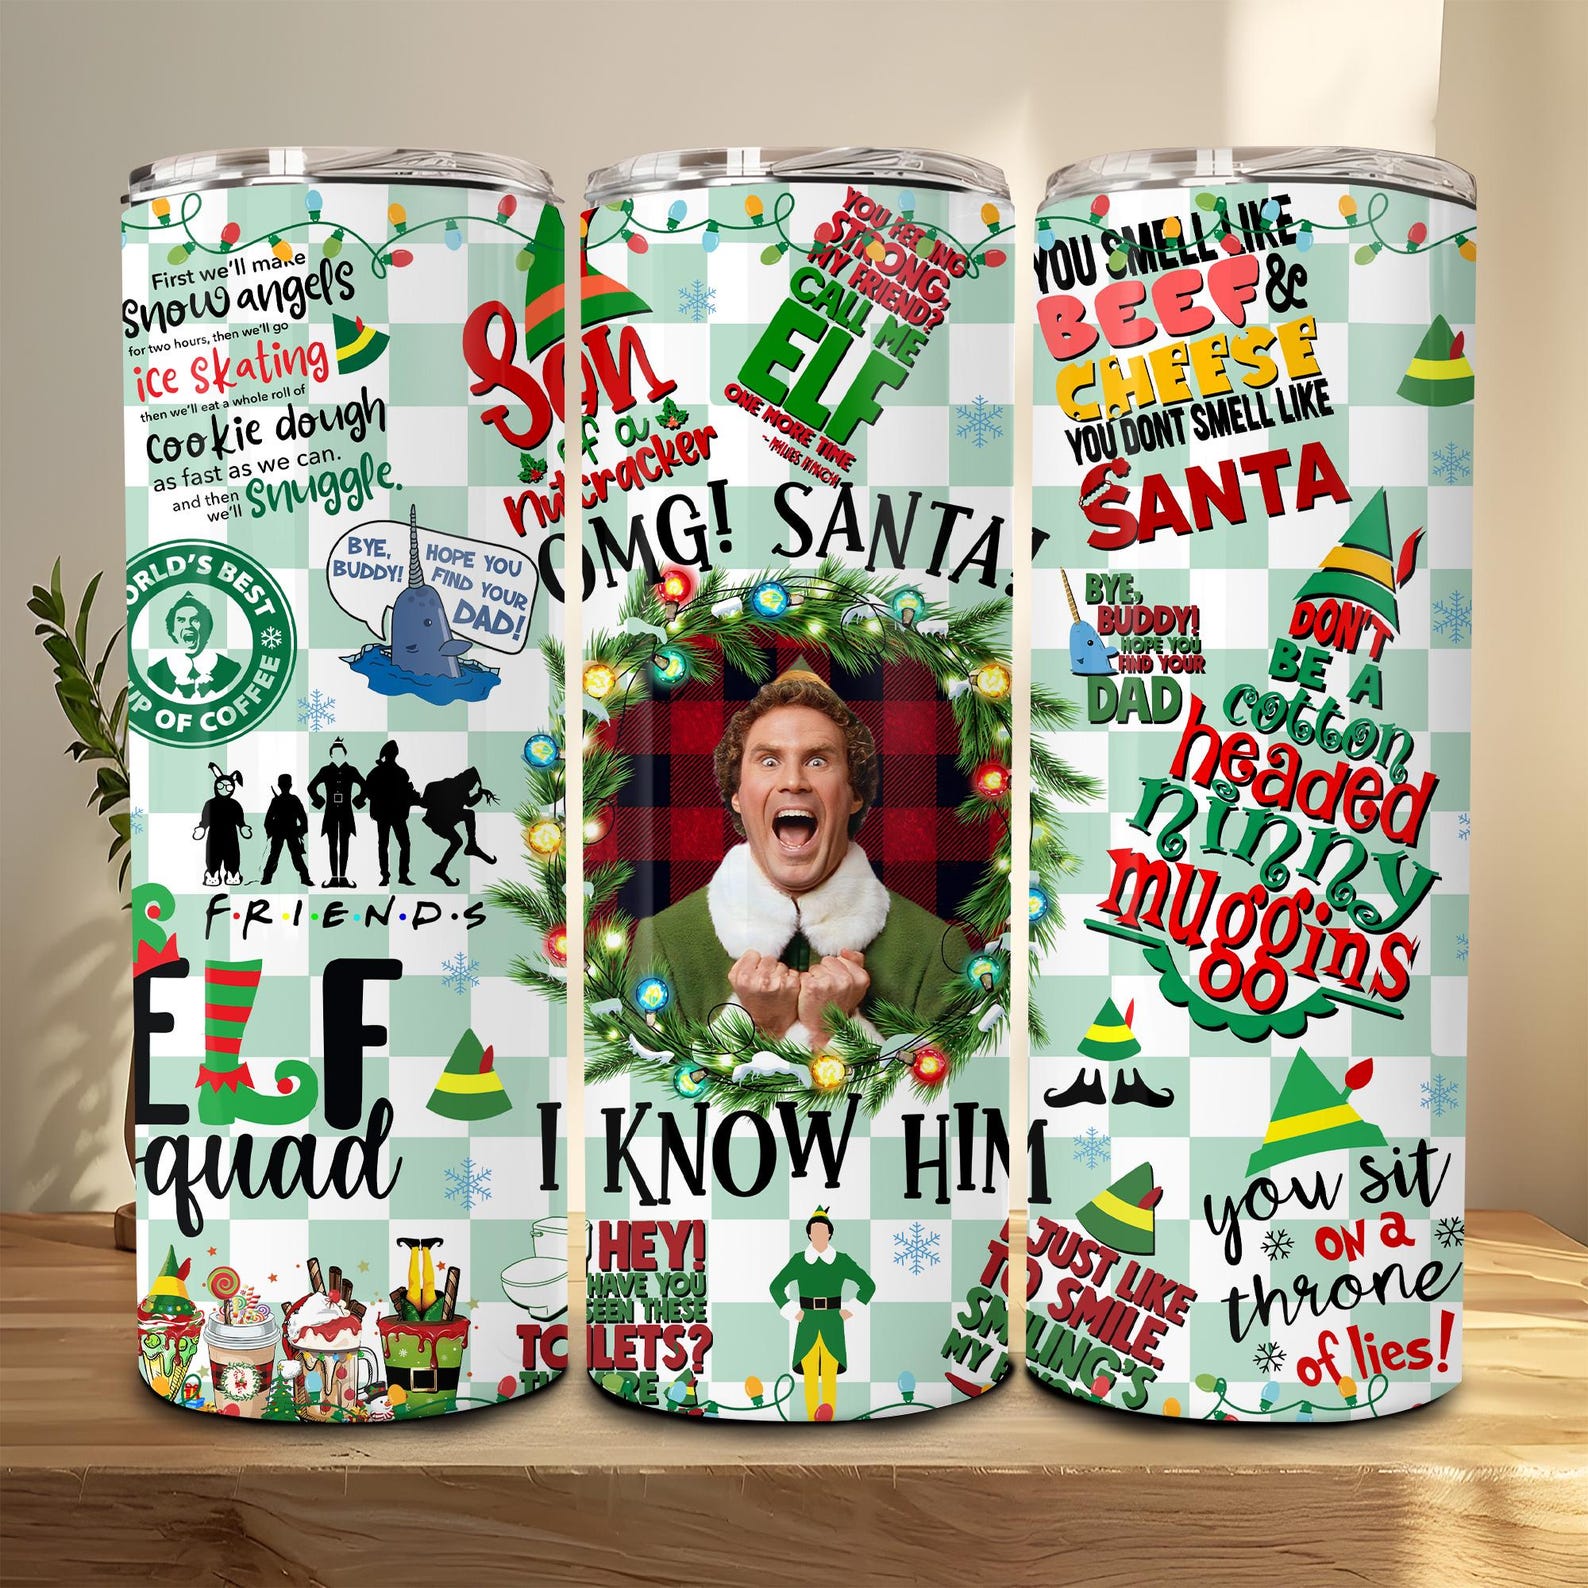 First we'll make
snow angels
for two hours, then we'll go
ice skating
then we'll eat a whole roll of
cookie dough
as fast as we can.
and then
we'll snuggle.
BYE,
BUDDY!
HOPE YOU
FIND YOUR
DAD!
WORLD'S BEST
CUP OF COFFEE
F·R·I·E·N·D·S
ELF
quad
Son
of a
Nutcracker
YOU FEELING
STRONG,
MY FRIEND?
CALL ME
ELF
ONE MORE TIME
OMG! SANTA!
I KNOW HIM
HEY!
HAVE YOU
SEEN THESE
TOILETS?
YOU SMELL LIKE
BEEF &
CHEESE
YOU DONT SMELL LIKE
SANTA
BYE,
BUDDY!
HOPE YOU
FIND YOUR
DAD
DON'T
BE A
cotton
headed
ninny
muggins
I JUST LIKE
TO SMILE.
SMILING'S
MY
you sit
on a
throne
of lies!